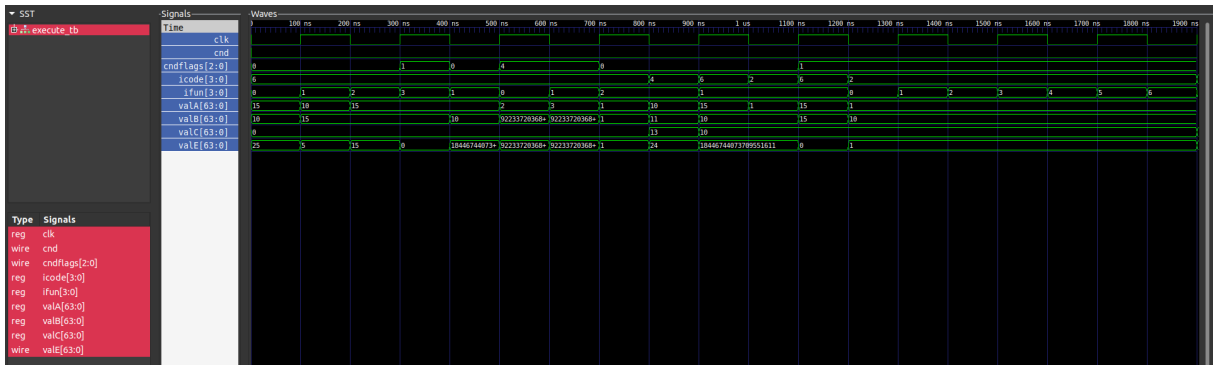 SST
execute_tb
Signals
Time
clk
cnd
cndflags[2:0]
icode[3:0]
ifun[3:0]
valA[63:0]
valB[63:0]
valC[63:0]
valE[63:0]
Waves
100 ns 200 ns 300 ns 400 ns 500 ns 600 ns 700 ns 800 ns 900 ns 1 us 1100 ns 1200 ns 1300 ns 1400 ns 1500 ns 1600 ns 1700 ns 1800 ns 1900 ns
0 1 0 4 0 1
6 4 6 2 6 2
0 1 2 3 1 0 1 2 1 0 1 2 3 4 5 6
15 10 15 2 3 1 10 15 1 15 1
10 15 10 92233720368+ 92233720368+ 1 11 10 15 10
0 13 10
25 5 15 0 18446744073+ 92233720368+ 92233720368+ 1 24 18446744073709551611 0 1
Type Signals
reg clk
wire cnd
wire cndflags[2:0]
reg icode[3:0]
reg ifun[3:0]
reg valA[63:0]
reg valB[63:0]
reg valC[63:0]
wire valE[63:0]